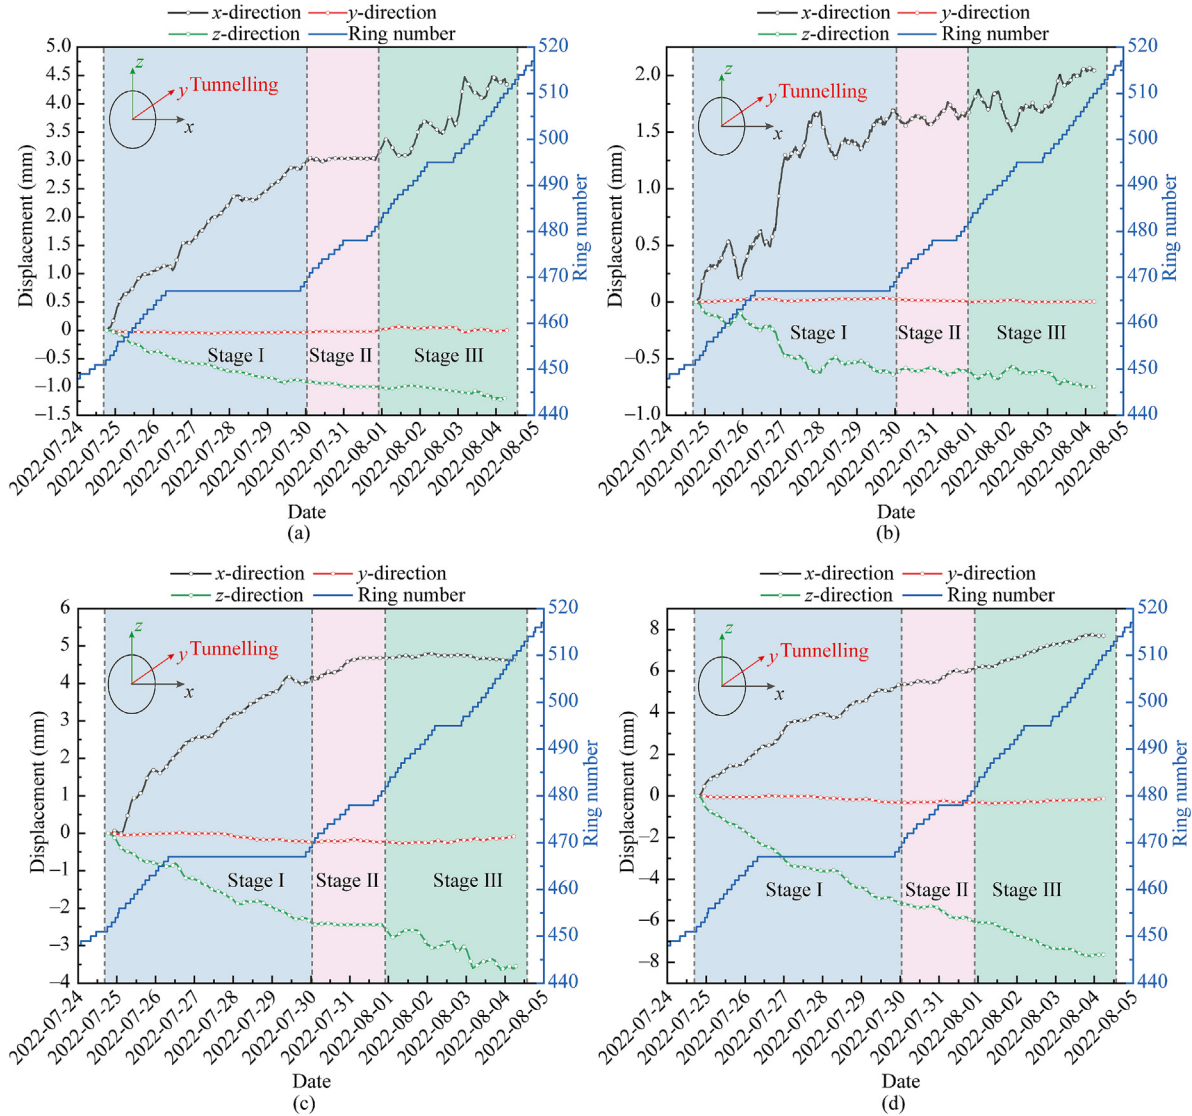 x-direction y-direction
z-direction Ring number
5.0
4.5
4.0
3.5
3.0
2.5
2.0
1.5
1.0
0.5
0
−0.5
−1.0
−1.5
Displacement (mm)
z
y Tunnelling
x
Stage I
Stage II
Stage III
520
510
500
490
480
470
460
450
440
Ring number
2022-07-24
2022-07-25
2022-07-26
2022-07-27
2022-07-28
2022-07-29
2022-07-30
2022-07-31
2022-08-01
2022-08-02
2022-08-03
2022-08-04
2022-08-05
Date
(a)
x-direction y-direction
z-direction Ring number
2.0
1.5
1.0
0.5
0
−0.5
−1.0
Displacement (mm)
z
y Tunnelling
x
Stage I
Stage II
Stage III
520
510
500
490
480
470
460
450
440
Ring number
2022-07-24
2022-07-25
2022-07-26
2022-07-27
2022-07-28
2022-07-29
2022-07-30
2022-07-31
2022-08-01
2022-08-02
2022-08-03
2022-08-04
2022-08-05
Date
(b)
x-direction y-direction
z-direction Ring number
6
5
4
3
2
1
0
−1
−2
−3
−4
Displacement (mm)
z
y Tunnelling
x
Stage I
Stage II
Stage III
520
510
500
490
480
470
460
450
440
Ring number
2022-07-24
2022-07-25
2022-07-26
2022-07-27
2022-07-28
2022-07-29
2022-07-30
2022-07-31
2022-08-01
2022-08-02
2022-08-03
2022-08-04
2022-08-05
Date
(c)
x-direction y-direction
z-direction Ring number
8
6
4
2
0
−2
−4
−6
−8
Displacement (mm)
z
y Tunnelling
x
Stage I
Stage II
Stage III
520
510
500
490
480
470
460
450
440
Ring number
2022-07-24
2022-07-25
2022-07-26
2022-07-27
2022-07-28
2022-07-29
2022-07-30
2022-07-31
2022-08-01
2022-08-02
2022-08-03
2022-08-04
2022-08-05
Date
(d)